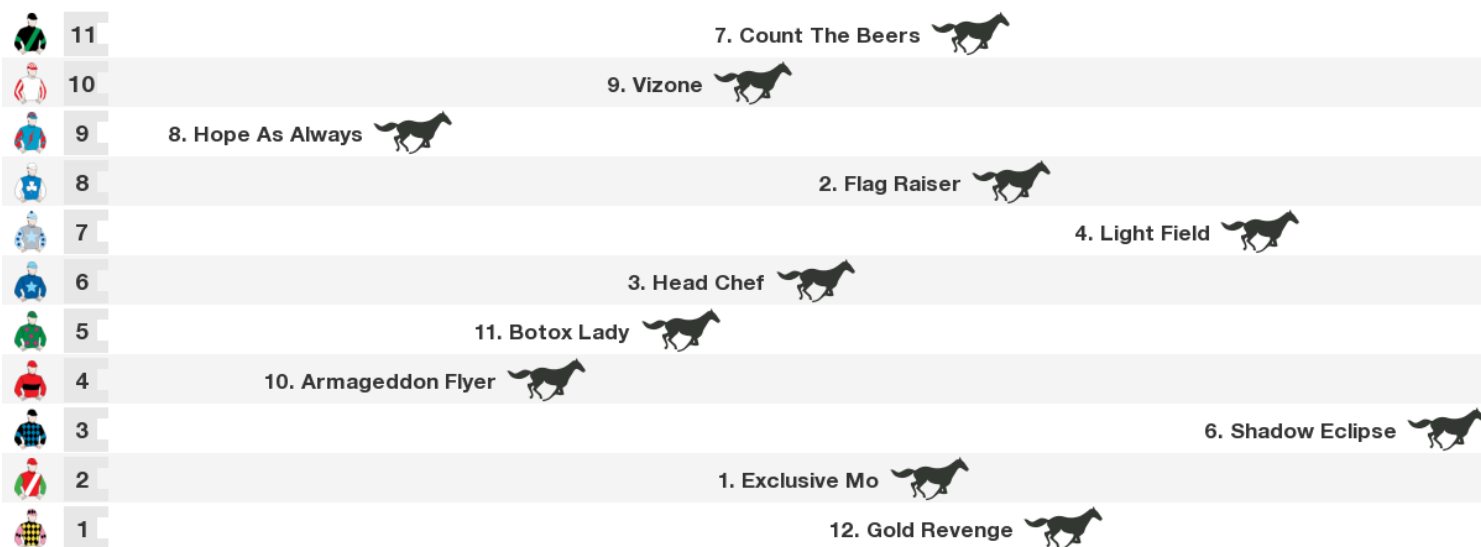 11 7. Count The Beers
10 9. Vizone
9 8. Hope As Always
8 2. Flag Raiser
7 4. Light Field
6 3. Head Chef
5 11. Botox Lady
4 10. Armageddon Flyer
3 6. Shadow Eclipse
2 1. Exclusive Mo
1 12. Gold Revenge